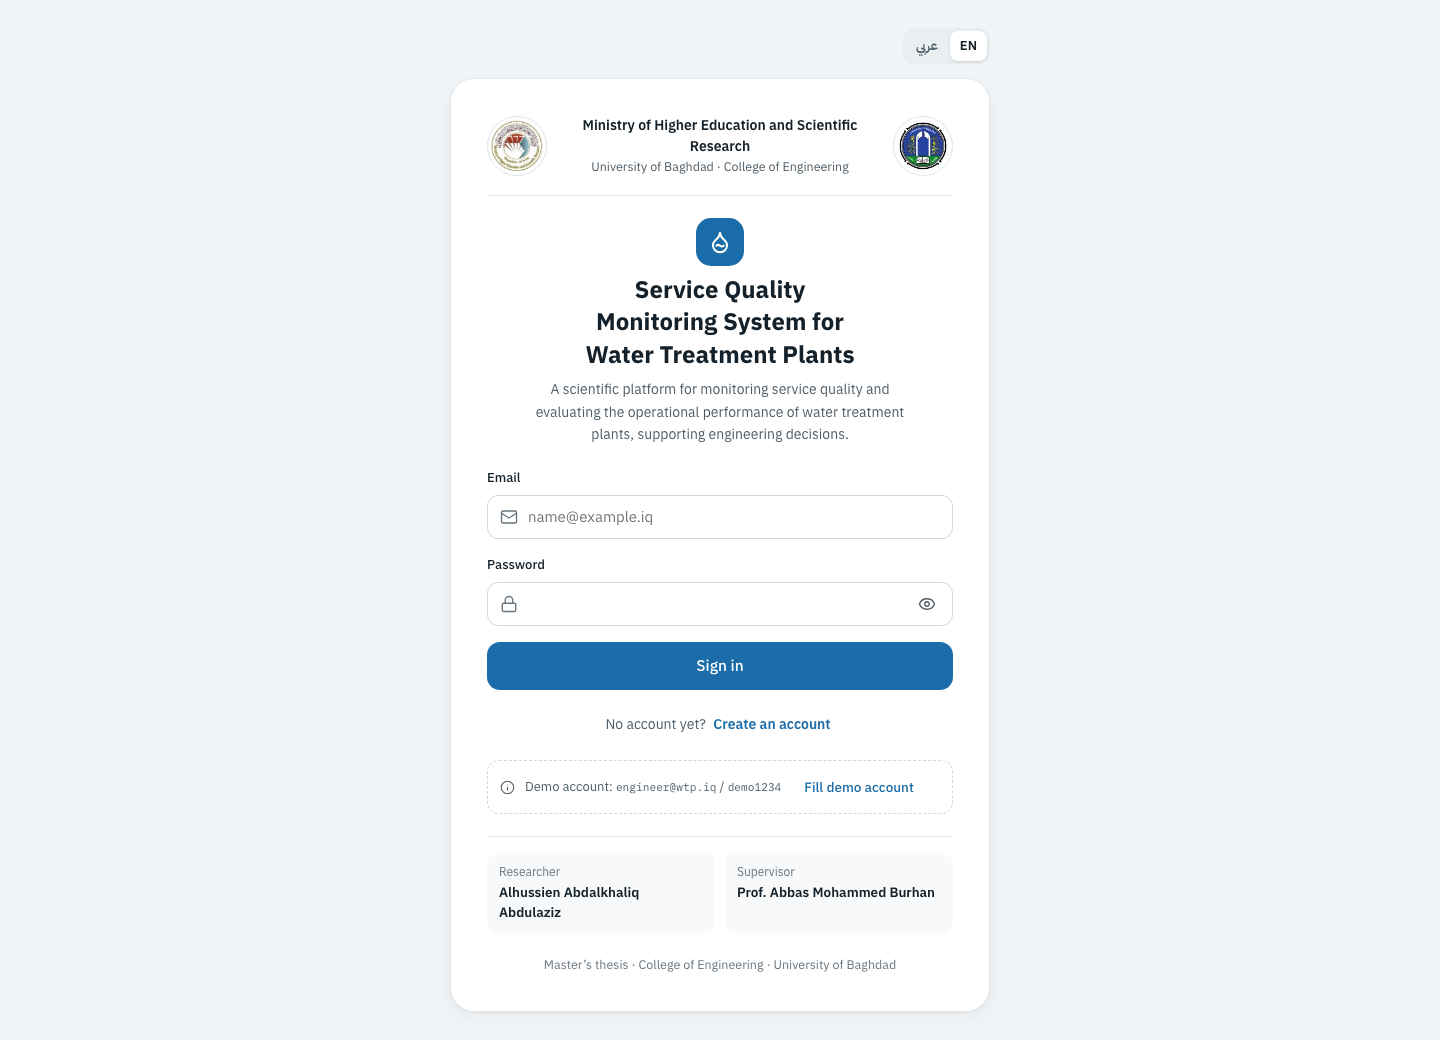 عربي EN
Ministry of Higher Education and Scientific
Research
University of Baghdad · College of Engineering
Service Quality
Monitoring System for
Water Treatment Plants
A scientific platform for monitoring service quality and
evaluating the operational performance of water treatment
plants, supporting engineering decisions.
Email
name@example.iq
Password
Sign in
No account yet? Create an account
Demo account: engineer@wtp.iq / demo1234 Fill demo account
Researcher
Alhussien Abdalkhaliq
Abdulaziz
Supervisor
Prof. Abbas Mohammed Burhan
Master’s thesis · College of Engineering · University of Baghdad